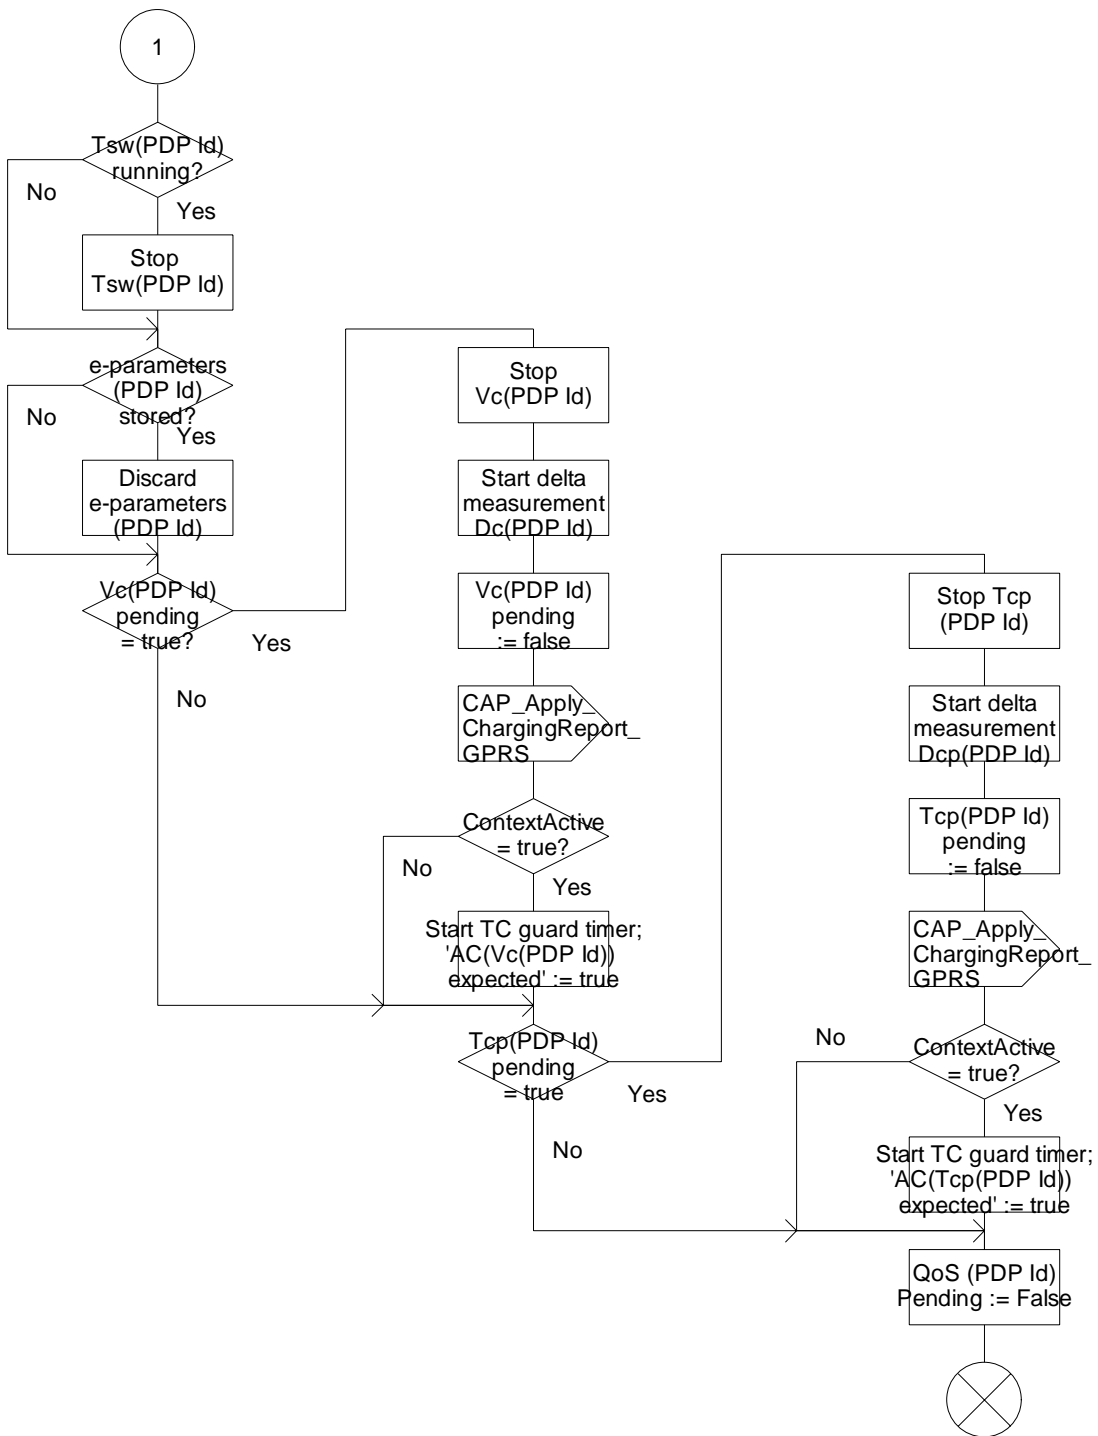 1
Tsw(PDP Id)
running?
No
Yes
Stop
Tsw(PDP Id)
e-parameters
(PDP Id)
stored?
No
Yes
Discard
e-parameters
(PDP Id)
Vc(PDP Id)
pending
= true?
Yes
No
Stop
Vc(PDP Id)
Start delta
measurement
Dc(PDP Id)
Vc(PDP Id)
pending
:= false
CAP_Apply_
ChargingReport_
GPRS
ContextActive
= true?
No
Yes
Start TC guard timer;
'AC(Vc(PDP Id))
expected' := true
Tcp(PDP Id)
pending
= true
Yes
No
Stop Tcp
(PDP Id)
Start delta
measurement
Dcp(PDP Id)
Tcp(PDP Id)
pending
:= false
CAP_Apply_
ChargingReport_
GPRS
ContextActive
= true?
No
Yes
Start TC guard timer;
'AC(Tcp(PDP Id))
expected' := true
QoS (PDP Id)
Pending := False